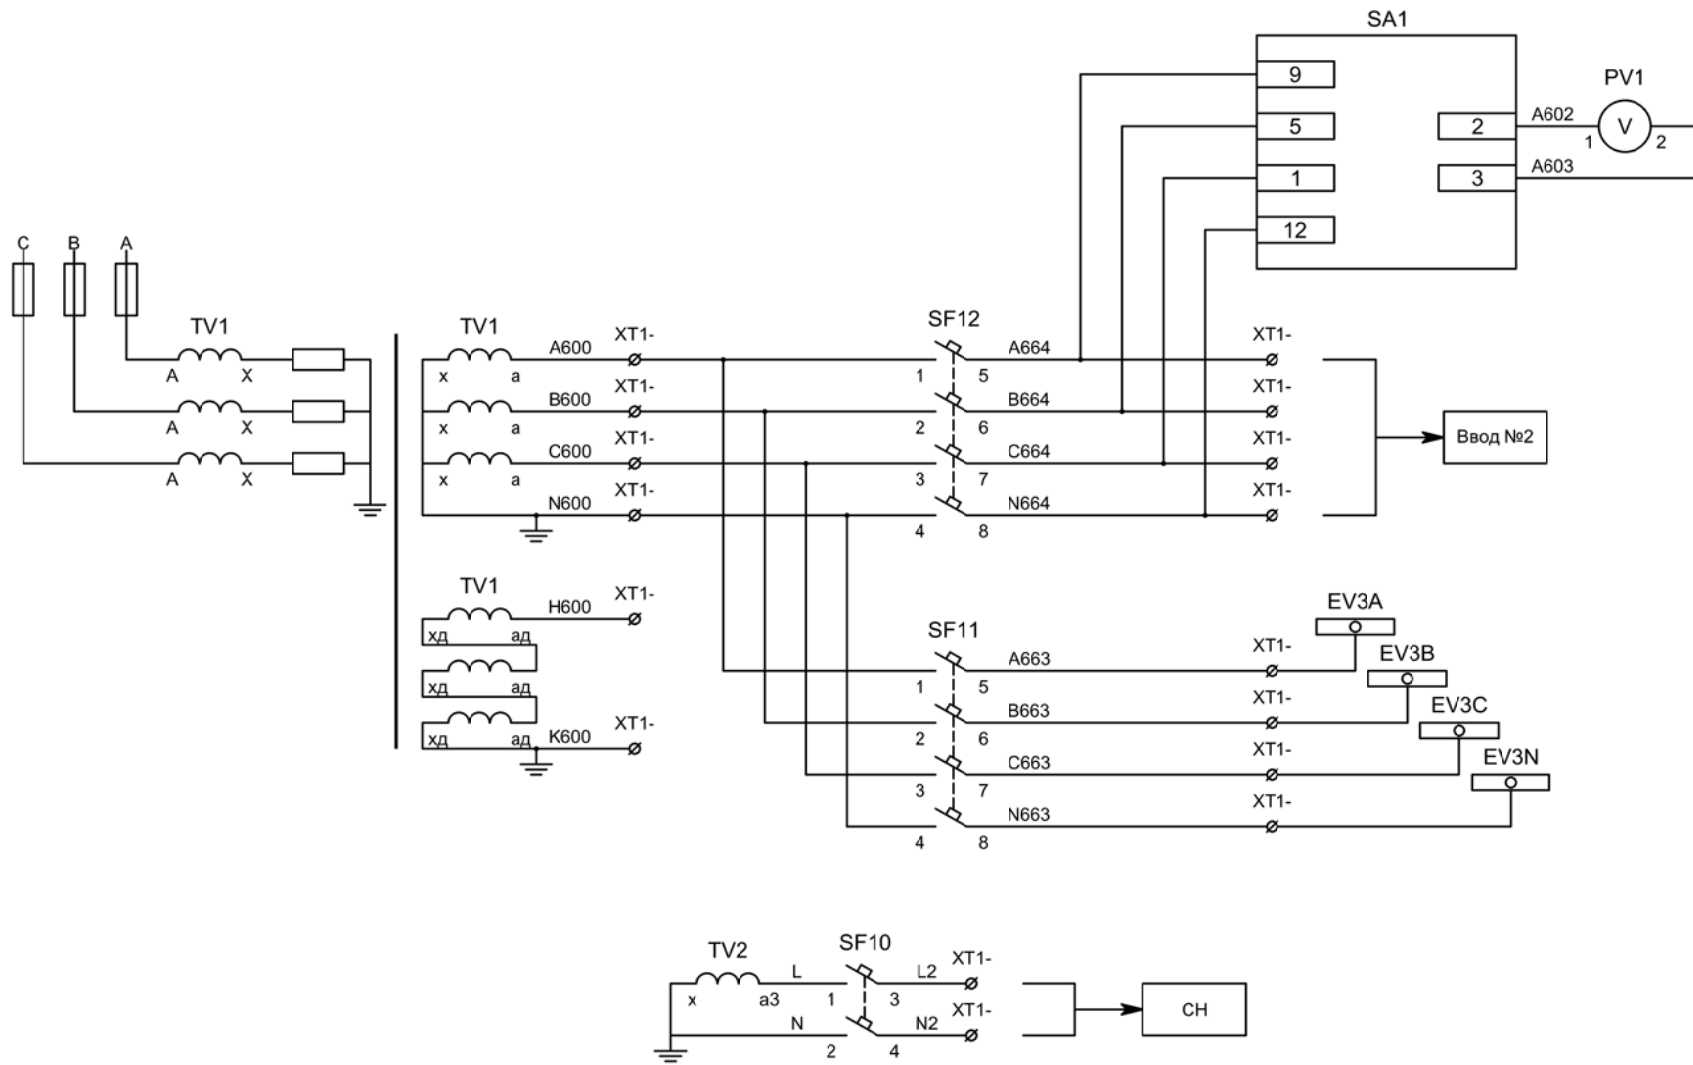 SA1
9
PV1
5
2
A602
1
V
2
1
3
A603
12
C
B
A
TV1
TV1
A600
XT1-
SF12
A664
XT1-
A
X
x
a
1
5
B600
XT1-
B664
XT1-
A
X
x
a
2
6
C600
XT1-
C664
XT1-
Ввод №2
A
X
x
a
3
7
N600
XT1-
N664
XT1-
4
8
TV1
H600
XT1-
хд
ад
хд
ад
хд
ад
K600
XT1-
SF11
A663
XT1-
EV3A
1
5
B663
XT1-
EV3B
2
6
C663
XT1-
EV3C
3
7
N663
XT1-
EV3N
4
8
TV2
L
SF10
L2
XT1-
x
a3
1
3
N
N2
XT1-
СН
2
4